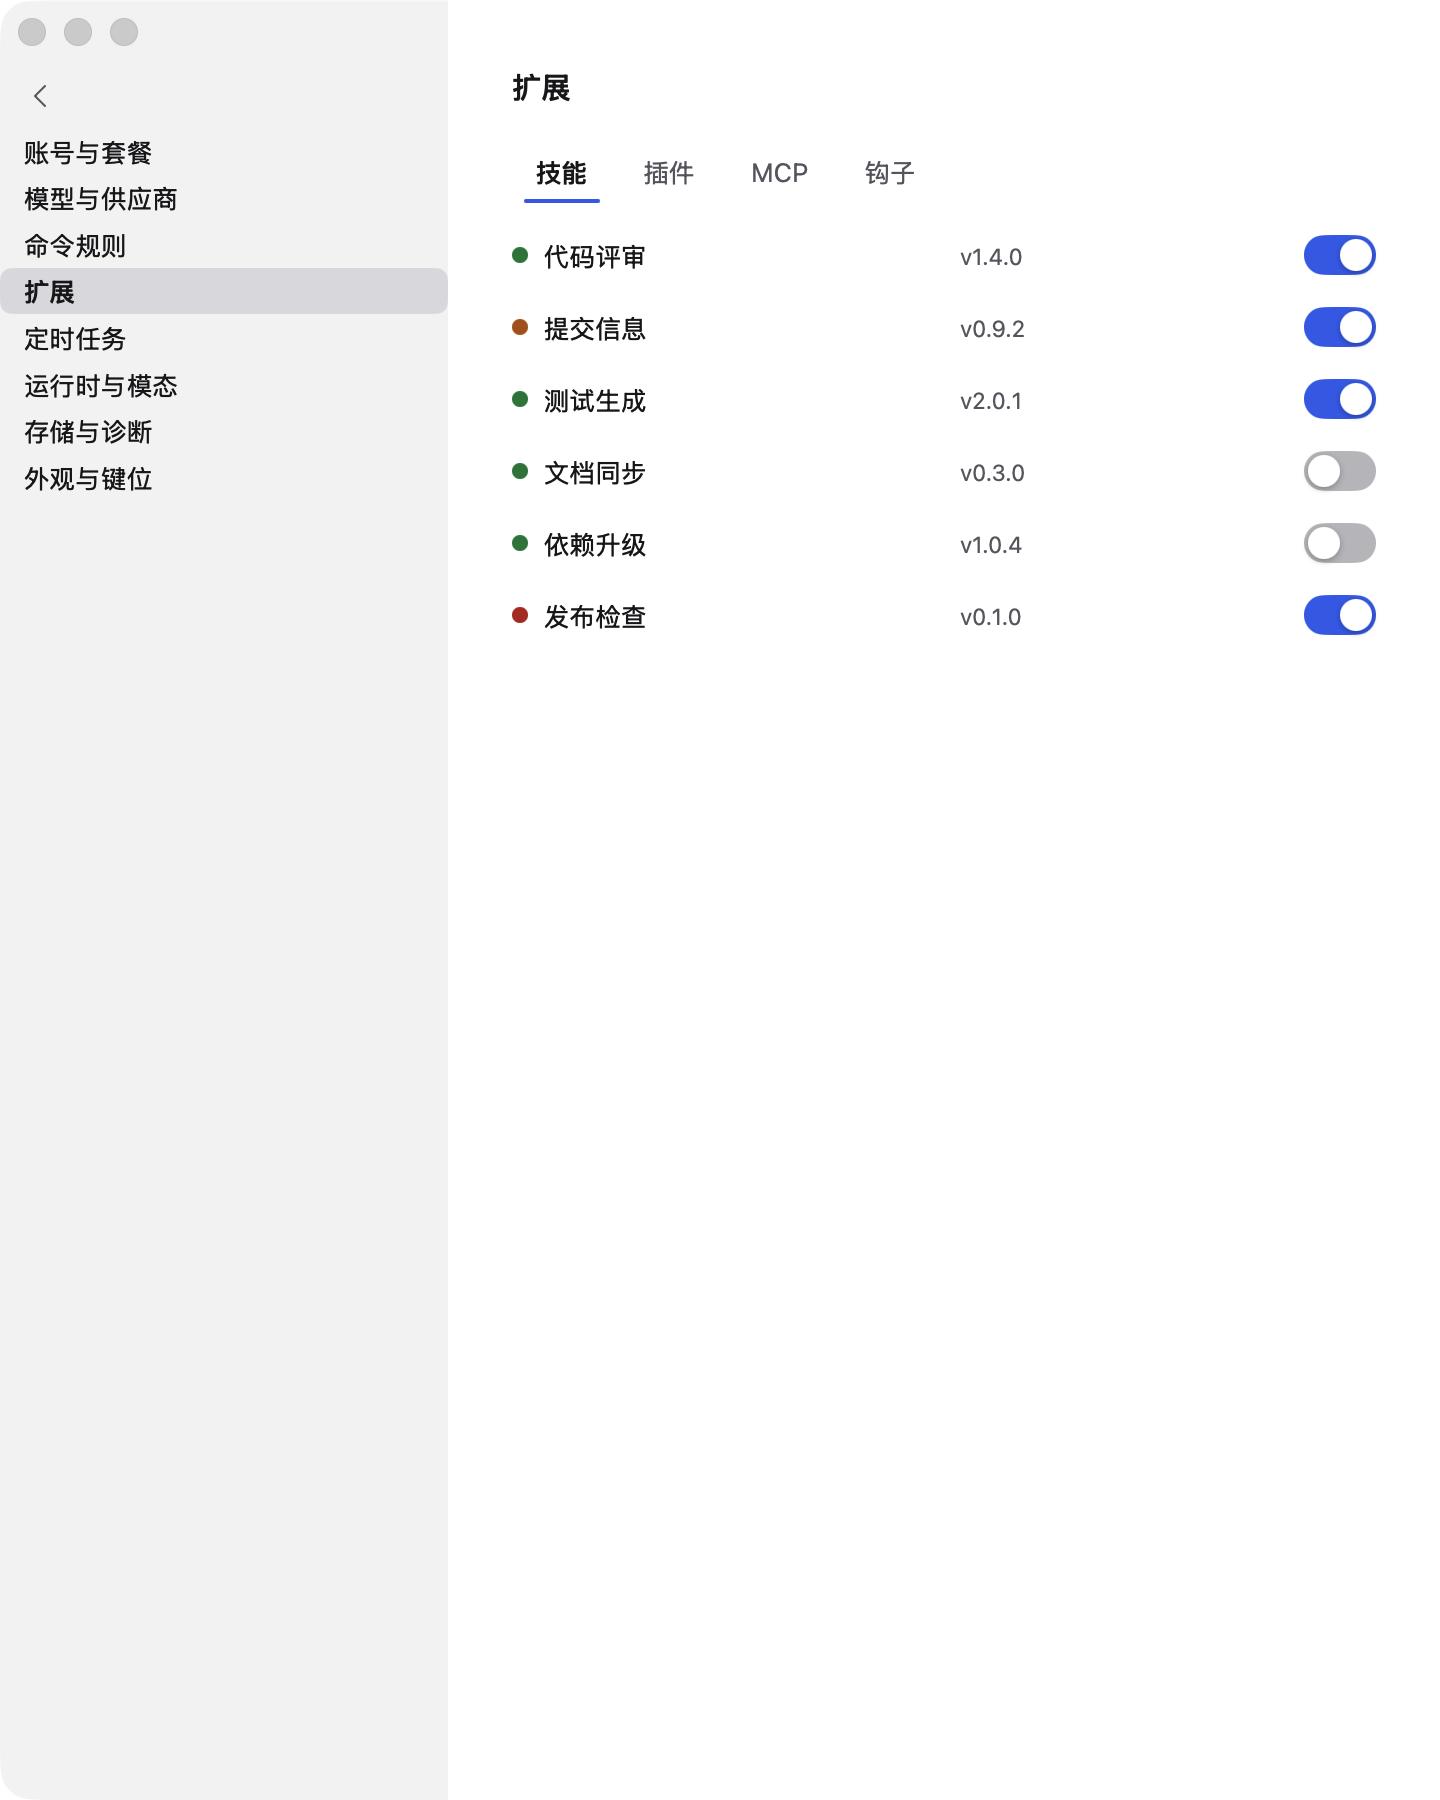 账号与套餐
模型与供应商
命令规则
扩展
定时任务
运行时与模态
存储与诊断
外观与键位
扩展
技能 插件 MCP 钩子
代码评审 v1.4.0
提交信息 v0.9.2
测试生成 v2.0.1
文档同步 v0.3.0
依赖升级 v1.0.4
发布检查 v0.1.0